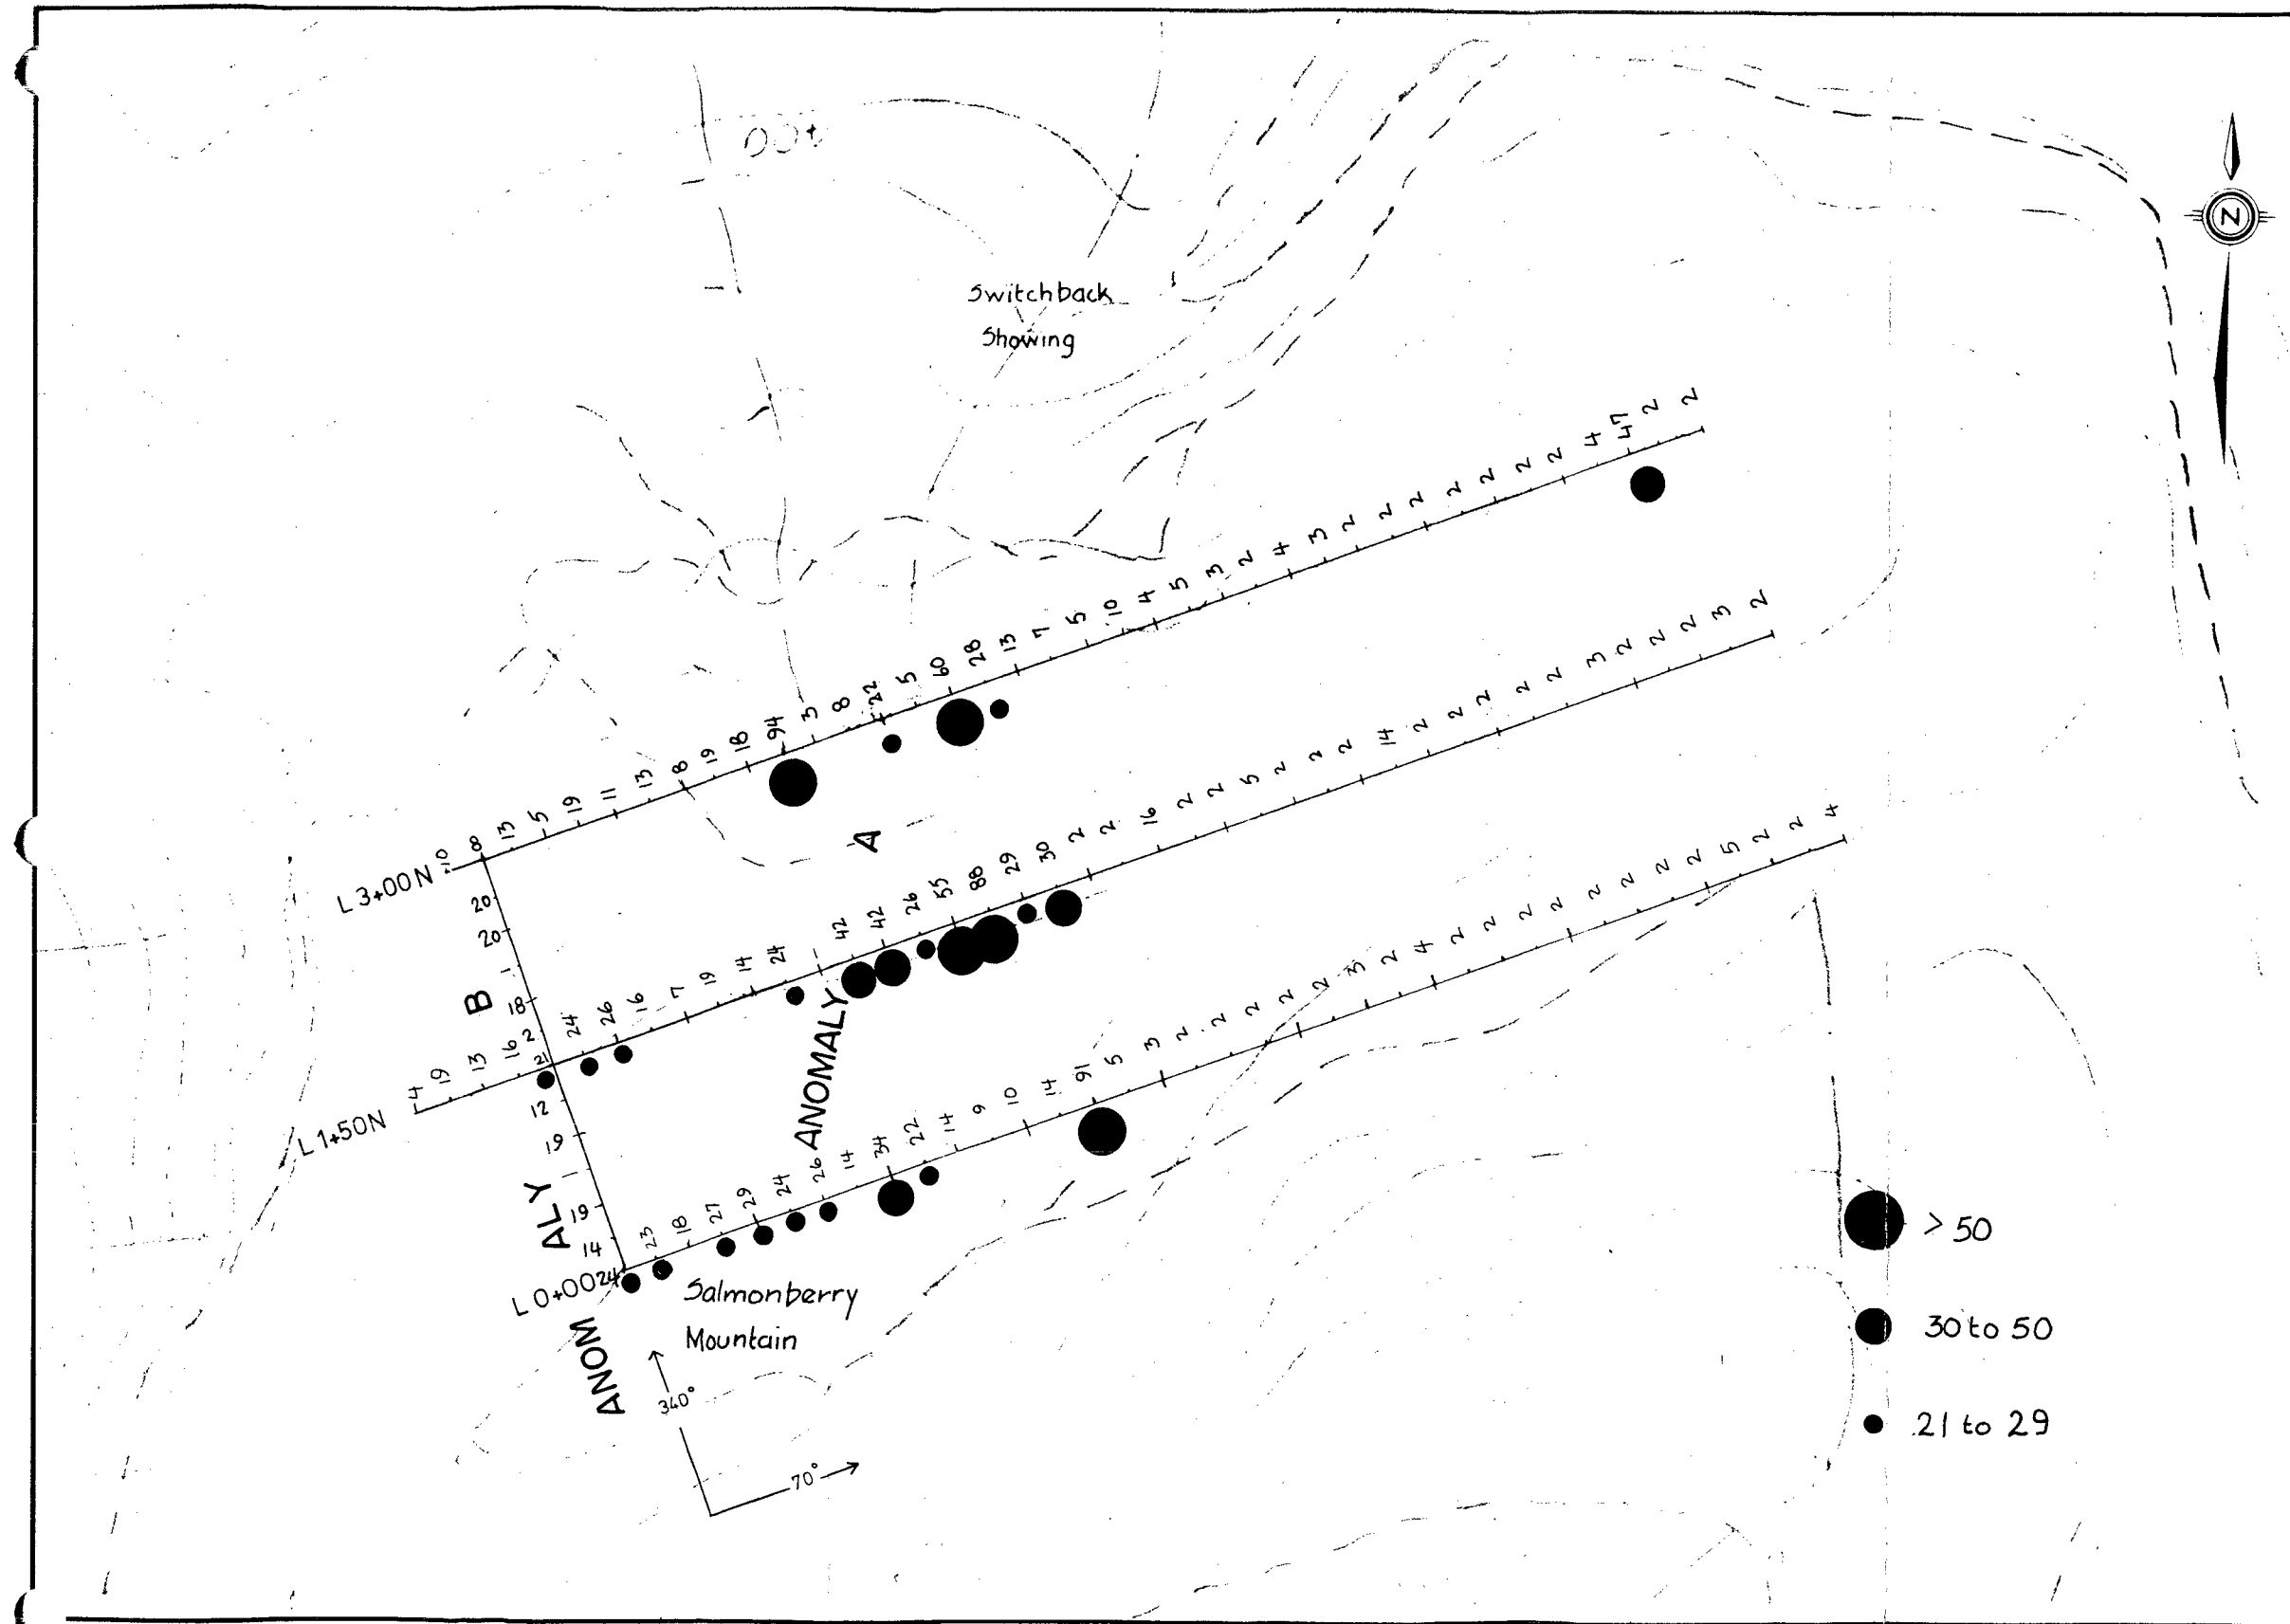 00+
N
Switchback
Showing
L3+00N 10 8 13 5 19 11 13 8 19 18 94 3 8 22 5 60 28 13 7 5 10 4 5 3 2 4 3 2 2 2 2 2 2 2 4 47 2 2
20
20
1
18
2
L1+50N 4 19 13 16 21 24 26 16 7 19 14 24 1 42 42 26 55 88 29 30 2 2 16 2 2 5 2 2 2 14 2 2 2 2 2 3 2 2 2 3 2
12
19
1
19
14
L0+00 24 23 18 27 29 24 26 14 34 22 14 9 10 14 91 5 3 2 2 2 2 2 3 2 4 2 2 2 2 2 2 2 2 5 2 2 4
ANOMALY A
ANOM ALY B
Salmonberry
Mountain
340°
70°
> 50
30 to 50
21 to 29